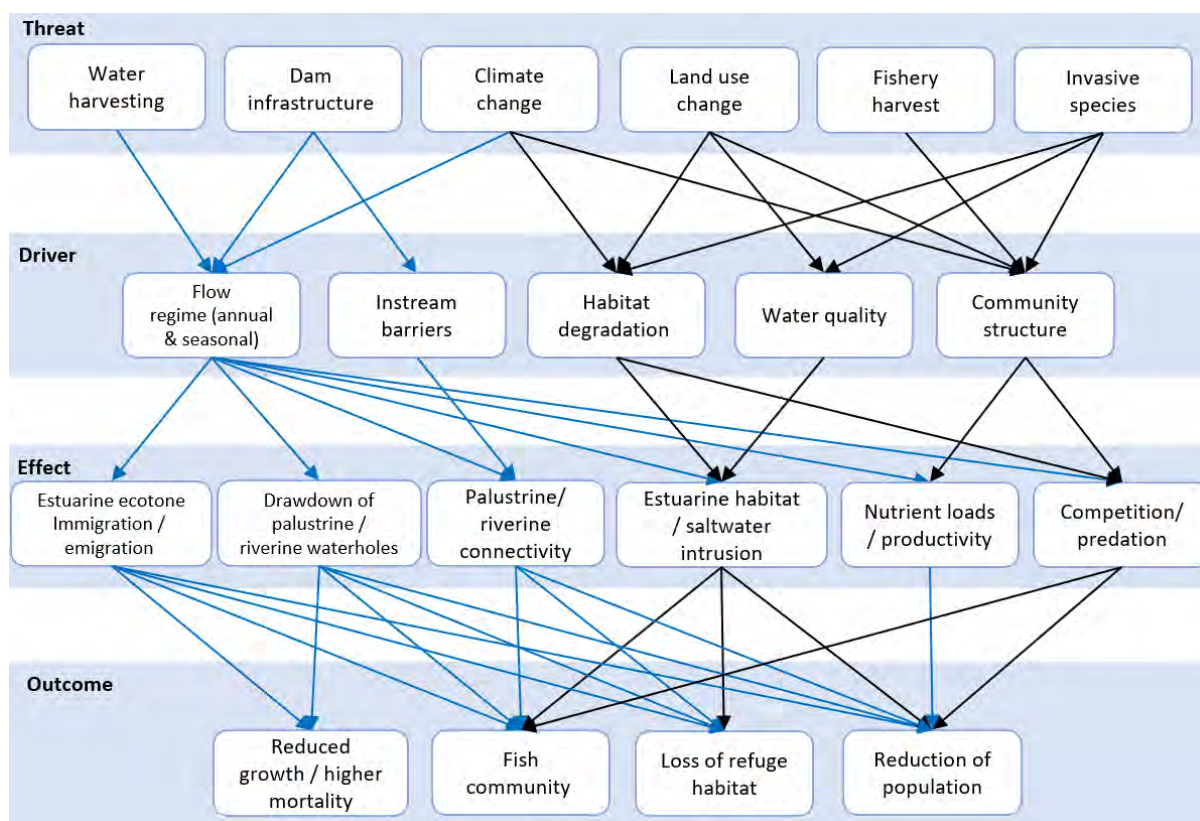 Threat
Water
harvesting
Dam
infrastructure
Climate
change
Land use
change
Fishery
harvest
Invasive
species
Driver
Flow
regime (annual
& seasonal)
Instream
barriers
Habitat
degradation
Water quality
Community
structure
Effect
Estuarine ecotone
Immigration /
emigration
Drawdown of
palustrine /
riverine waterholes
Palustrine/
riverine
connectivity
Estuarine habitat
/ saltwater
intrusion
Nutrient loads
/ productivity
Competition/
predation
Outcome
Reduced
growth / higher
mortality
Fish
community
Loss of refuge
habitat
Reduction of
population